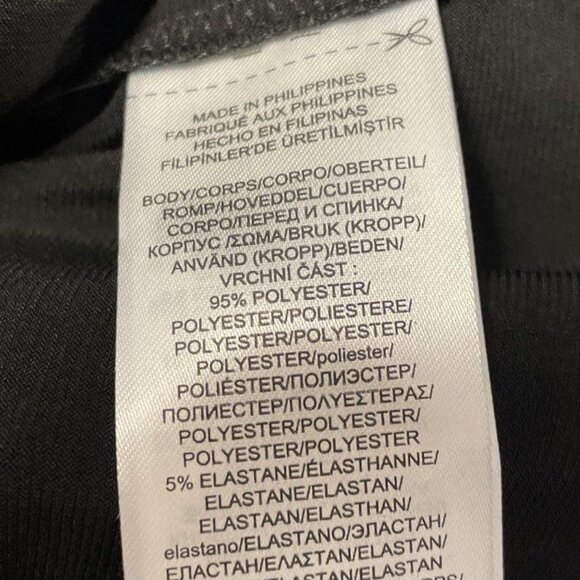 MADE IN PHILIPPINES
FABRIQUÉ AUX PHILIPPINES
HECHO EN FILIPINAS
FİLİPİNLER'DE ÜRETİLMİŞTİR
BODY/CORPS/CORPO/OBERTEIL/
ROMP/HOVEDDEL/CUERPO/
CORPO/ПЕРЕД И СПИНКА/
КОРПУС /ΣΩΜΑ/BRUK (KROPP)/
ANVÄND (KROPP)/BEDEN/
VRCHNÍ ČÁST :
95% POLYESTER/
POLYESTER/POLIESTERE/
POLYESTER/POLYESTER/
POLYESTER/poliester/
POLIÉSTER/ПОЛИЭСТЕР/
ПОЛИЕСТЕР/ΠΟΛΥΕΣΤΕΡΑΣ/
POLYESTER/POLYESTER/
POLYESTER/POLYESTER
5% ELASTANE/ÉLASTHANNE/
ELASTANE/ELASTAN/
ELASTAAN/ELASTHAN/
elastano/ELASTANO/ЭЛАСТАН/
ЕЛАСТАН/ΕΛΑΣΤΑΝ/ELASTAN/